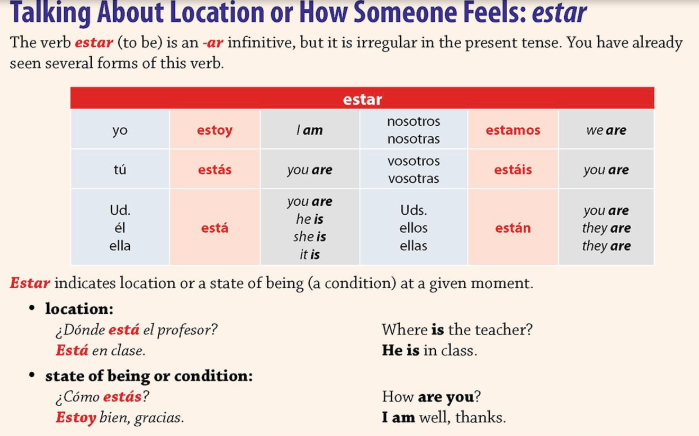 Talking About Location or How Someone Feels: estar
The verb estar (to be) is an -ar infinitive, but it is irregular in the present tense. You have already
seen several forms of this verb.
estar
yo estoy I am nosotros nosotras estamos we are
tú estás you are vosotros vosotras estáis you are
Ud. él ella está you are he is she is it is Uds. ellos ellas están you are they are they are
Estar indicates location or a state of being (a condition) at a given moment.
• location:
¿Dónde está el profesor? Where is the teacher?
Está en clase. He is in class.
• state of being or condition:
¿Cómo estás? How are you?
Estoy bien, gracias. I am well, thanks.